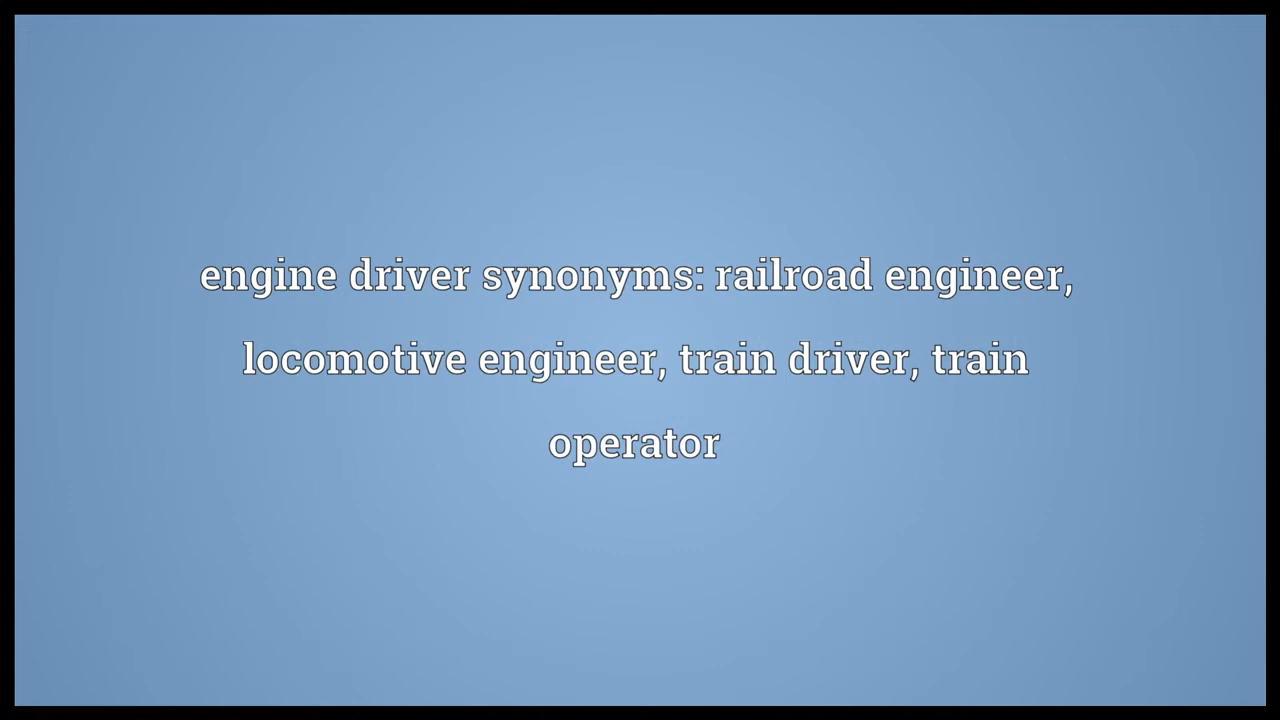 engine driver synonyms: railroad engineer,
locomotive engineer, train driver, train
operator